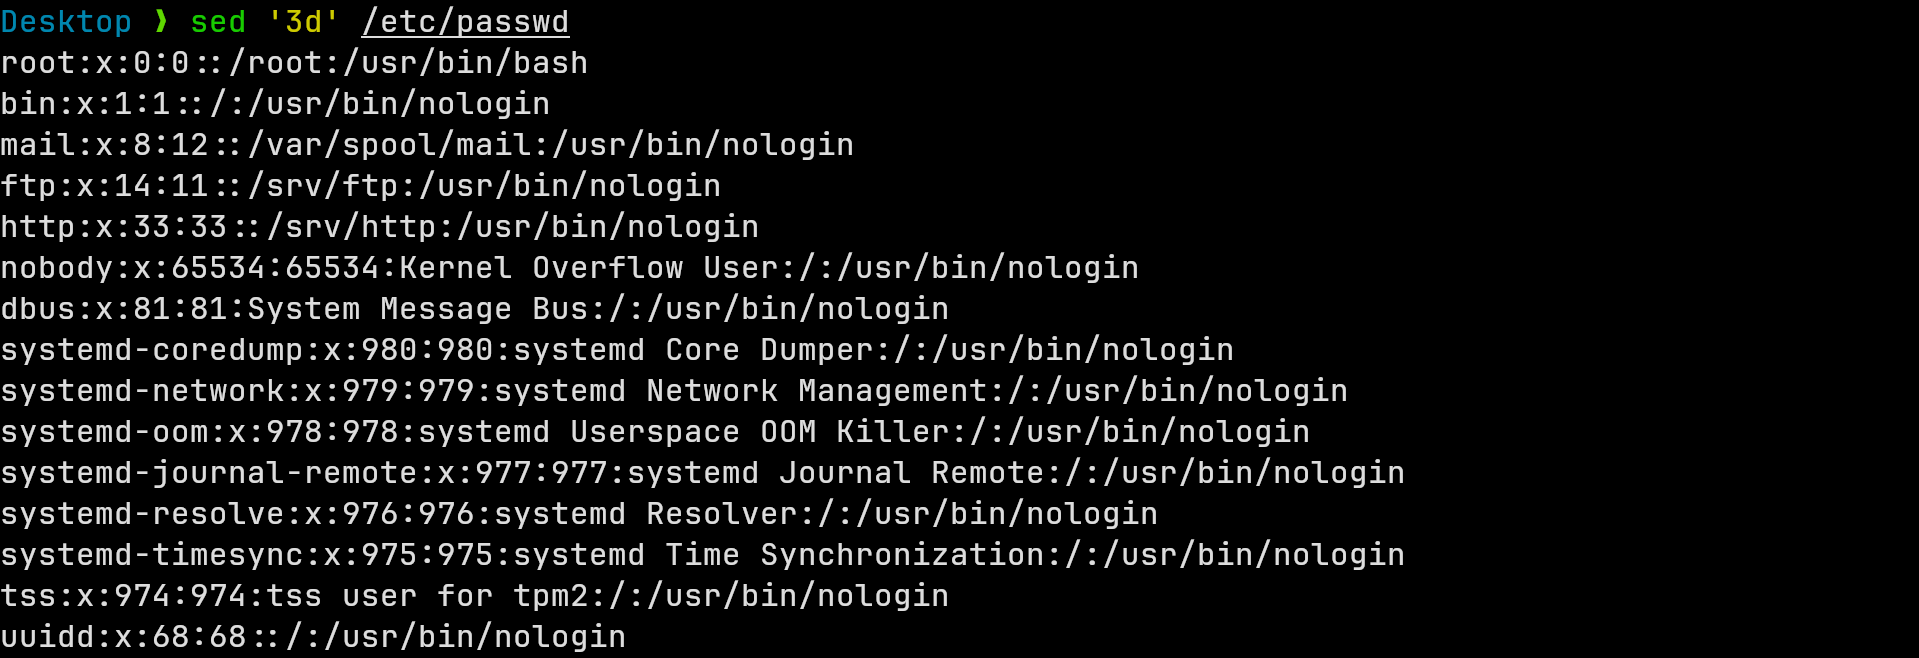 Desktop ❱ sed '3d' /etc/passwd
root:x:0:0::/root:/usr/bin/bash
bin:x:1:1::/:/usr/bin/nologin
mail:x:8:12::/var/spool/mail:/usr/bin/nologin
ftp:x:14:11::/srv/ftp:/usr/bin/nologin
http:x:33:33::/srv/http:/usr/bin/nologin
nobody:x:65534:65534:Kernel Overflow User:/:/usr/bin/nologin
dbus:x:81:81:System Message Bus:/:/usr/bin/nologin
systemd-coredump:x:980:980:systemd Core Dumper:/:/usr/bin/nologin
systemd-network:x:979:979:systemd Network Management:/:/usr/bin/nologin
systemd-oom:x:978:978:systemd Userspace OOM Killer:/:/usr/bin/nologin
systemd-journal-remote:x:977:977:systemd Journal Remote:/:/usr/bin/nologin
systemd-resolve:x:976:976:systemd Resolver:/:/usr/bin/nologin
systemd-timesync:x:975:975:systemd Time Synchronization:/:/usr/bin/nologin
tss:x:974:974:tss user for tpm2:/:/usr/bin/nologin
uuidd:x:68:68::/:/usr/bin/nologin